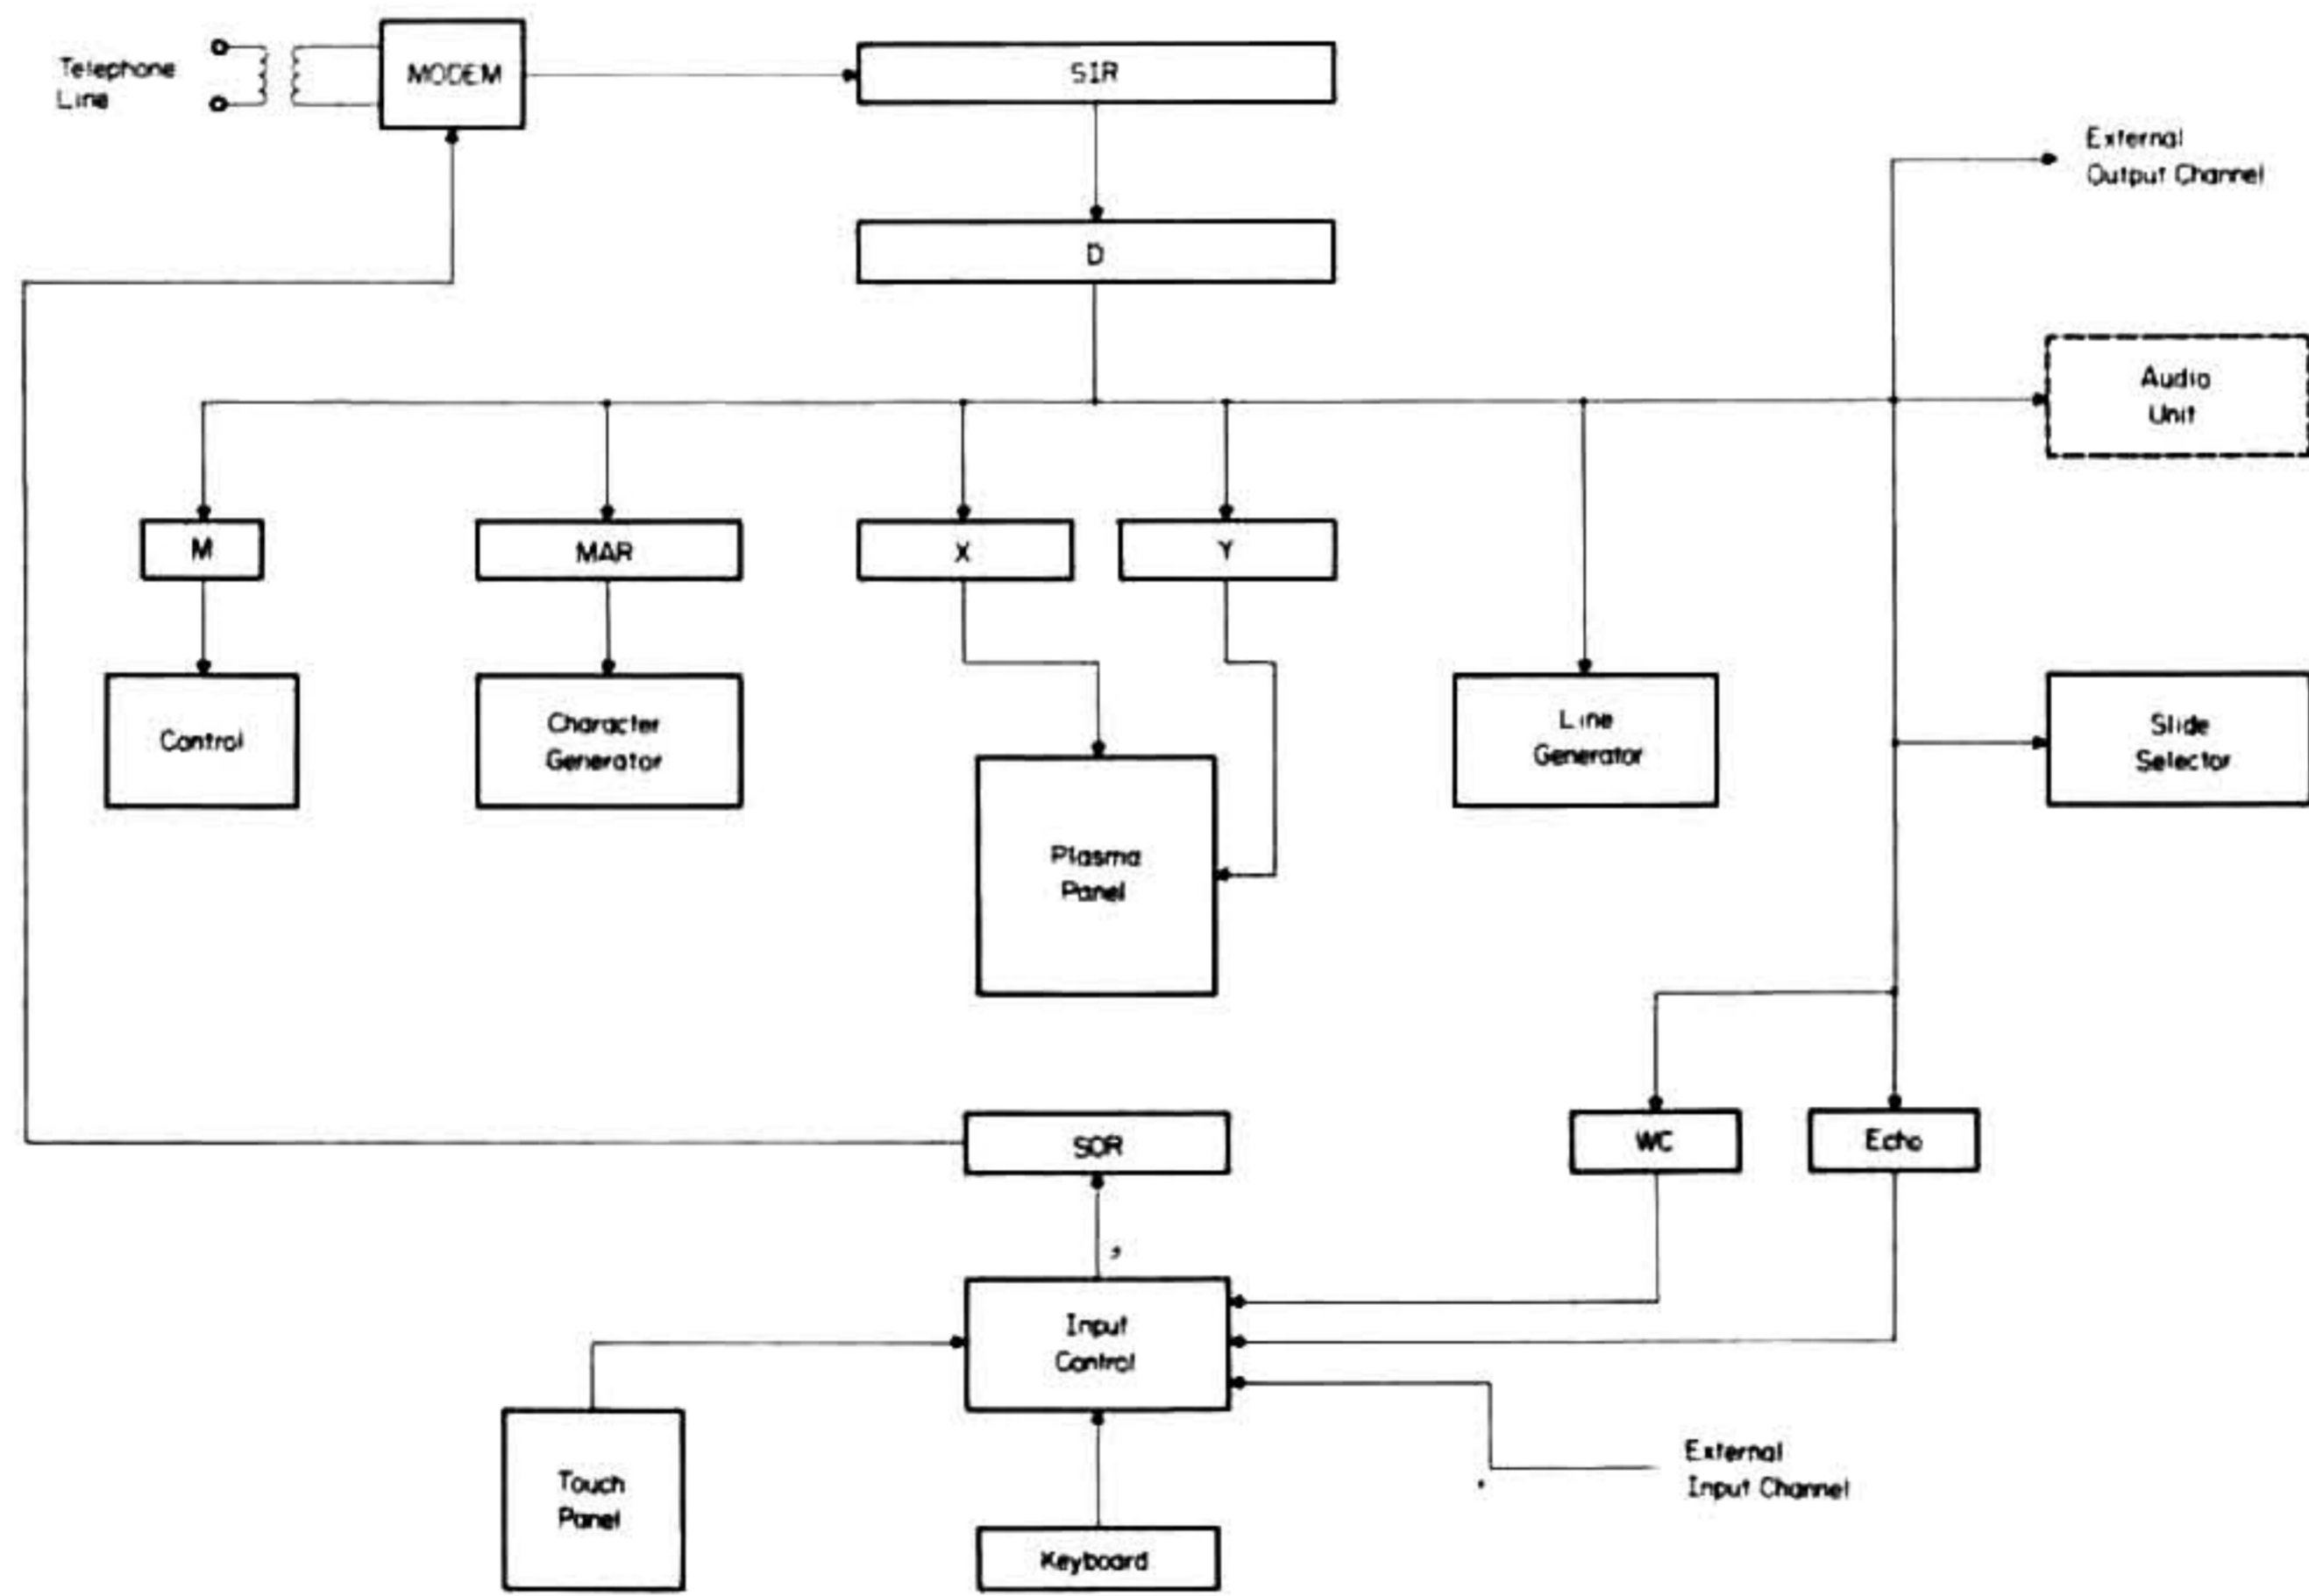 Telephone
Line
MODEM
SIR
External
Output Channel
D
Audio
Unit
M
MAR
X
Y
Control
Character
Generator
Line
Generator
Slide
Selector
Plasma
Panel
SOR
WC
Echo
Input
Control
External
Input Channel
Touch
Panel
Keyboard